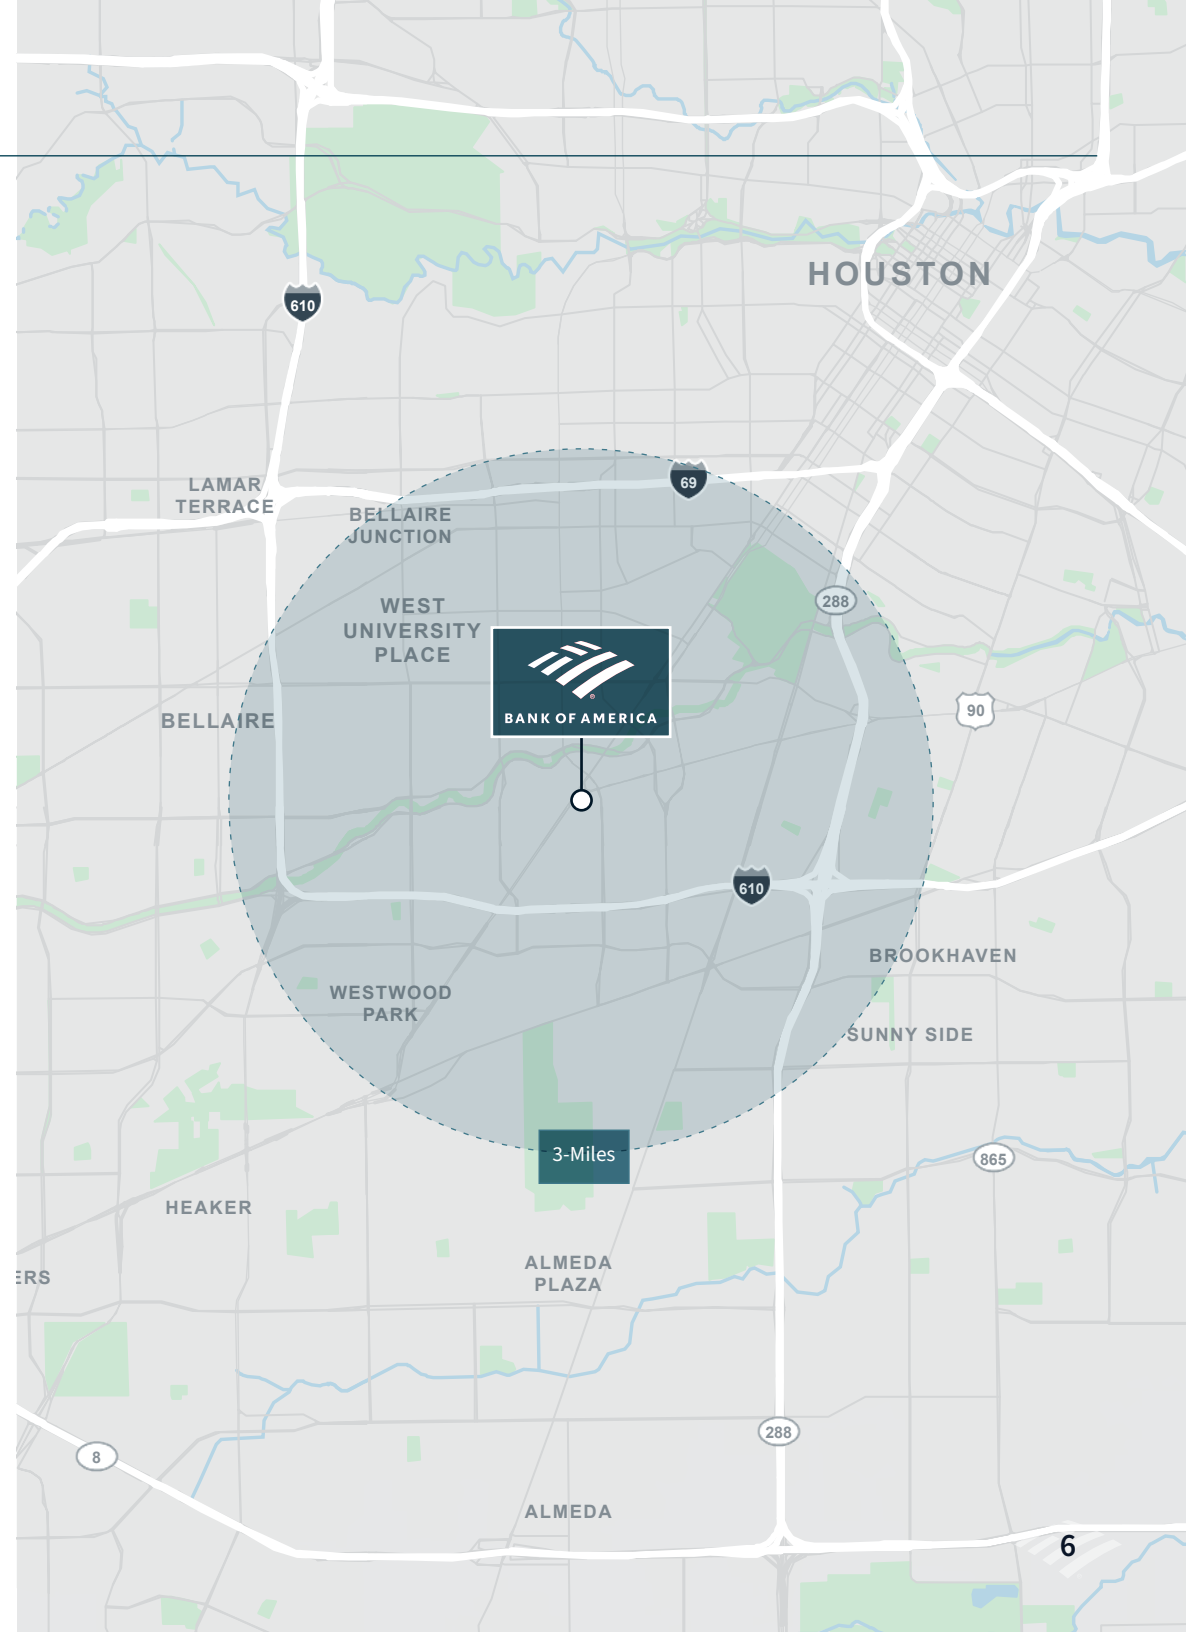 HOUSTON
610
LAMAR
TERRACE
69
BELLAIRE
JUNCTION
288
WEST
UNIVERSITY
PLACE
BANK OF AMERICA
90
BELLAIRE
610
BROOKHAVEN
WESTWOOD
PARK
SUNNY SIDE
3-Miles
865
HEAKER
ALMEDA
PLAZA
ERS
288
8
ALMEDA
6